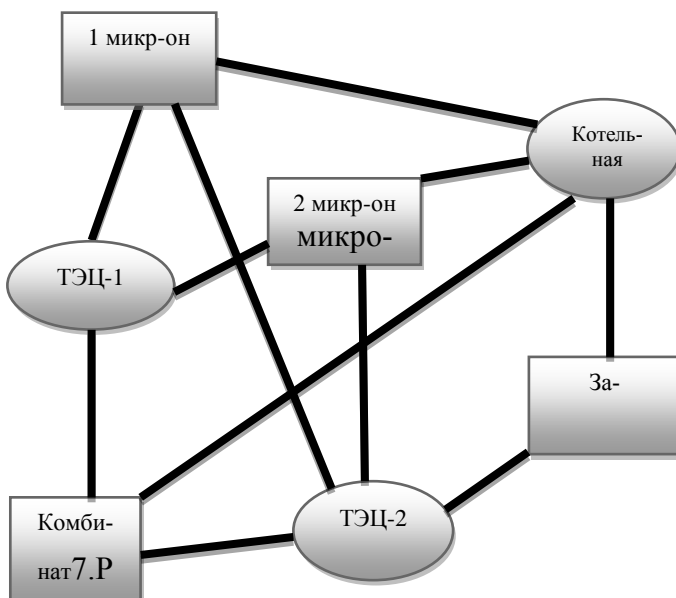 1 микр-он
Котель-
ная
2 микр-он
микро-
ТЭЦ-1
За-
Комби-
нат7.Р
ТЭЦ-2